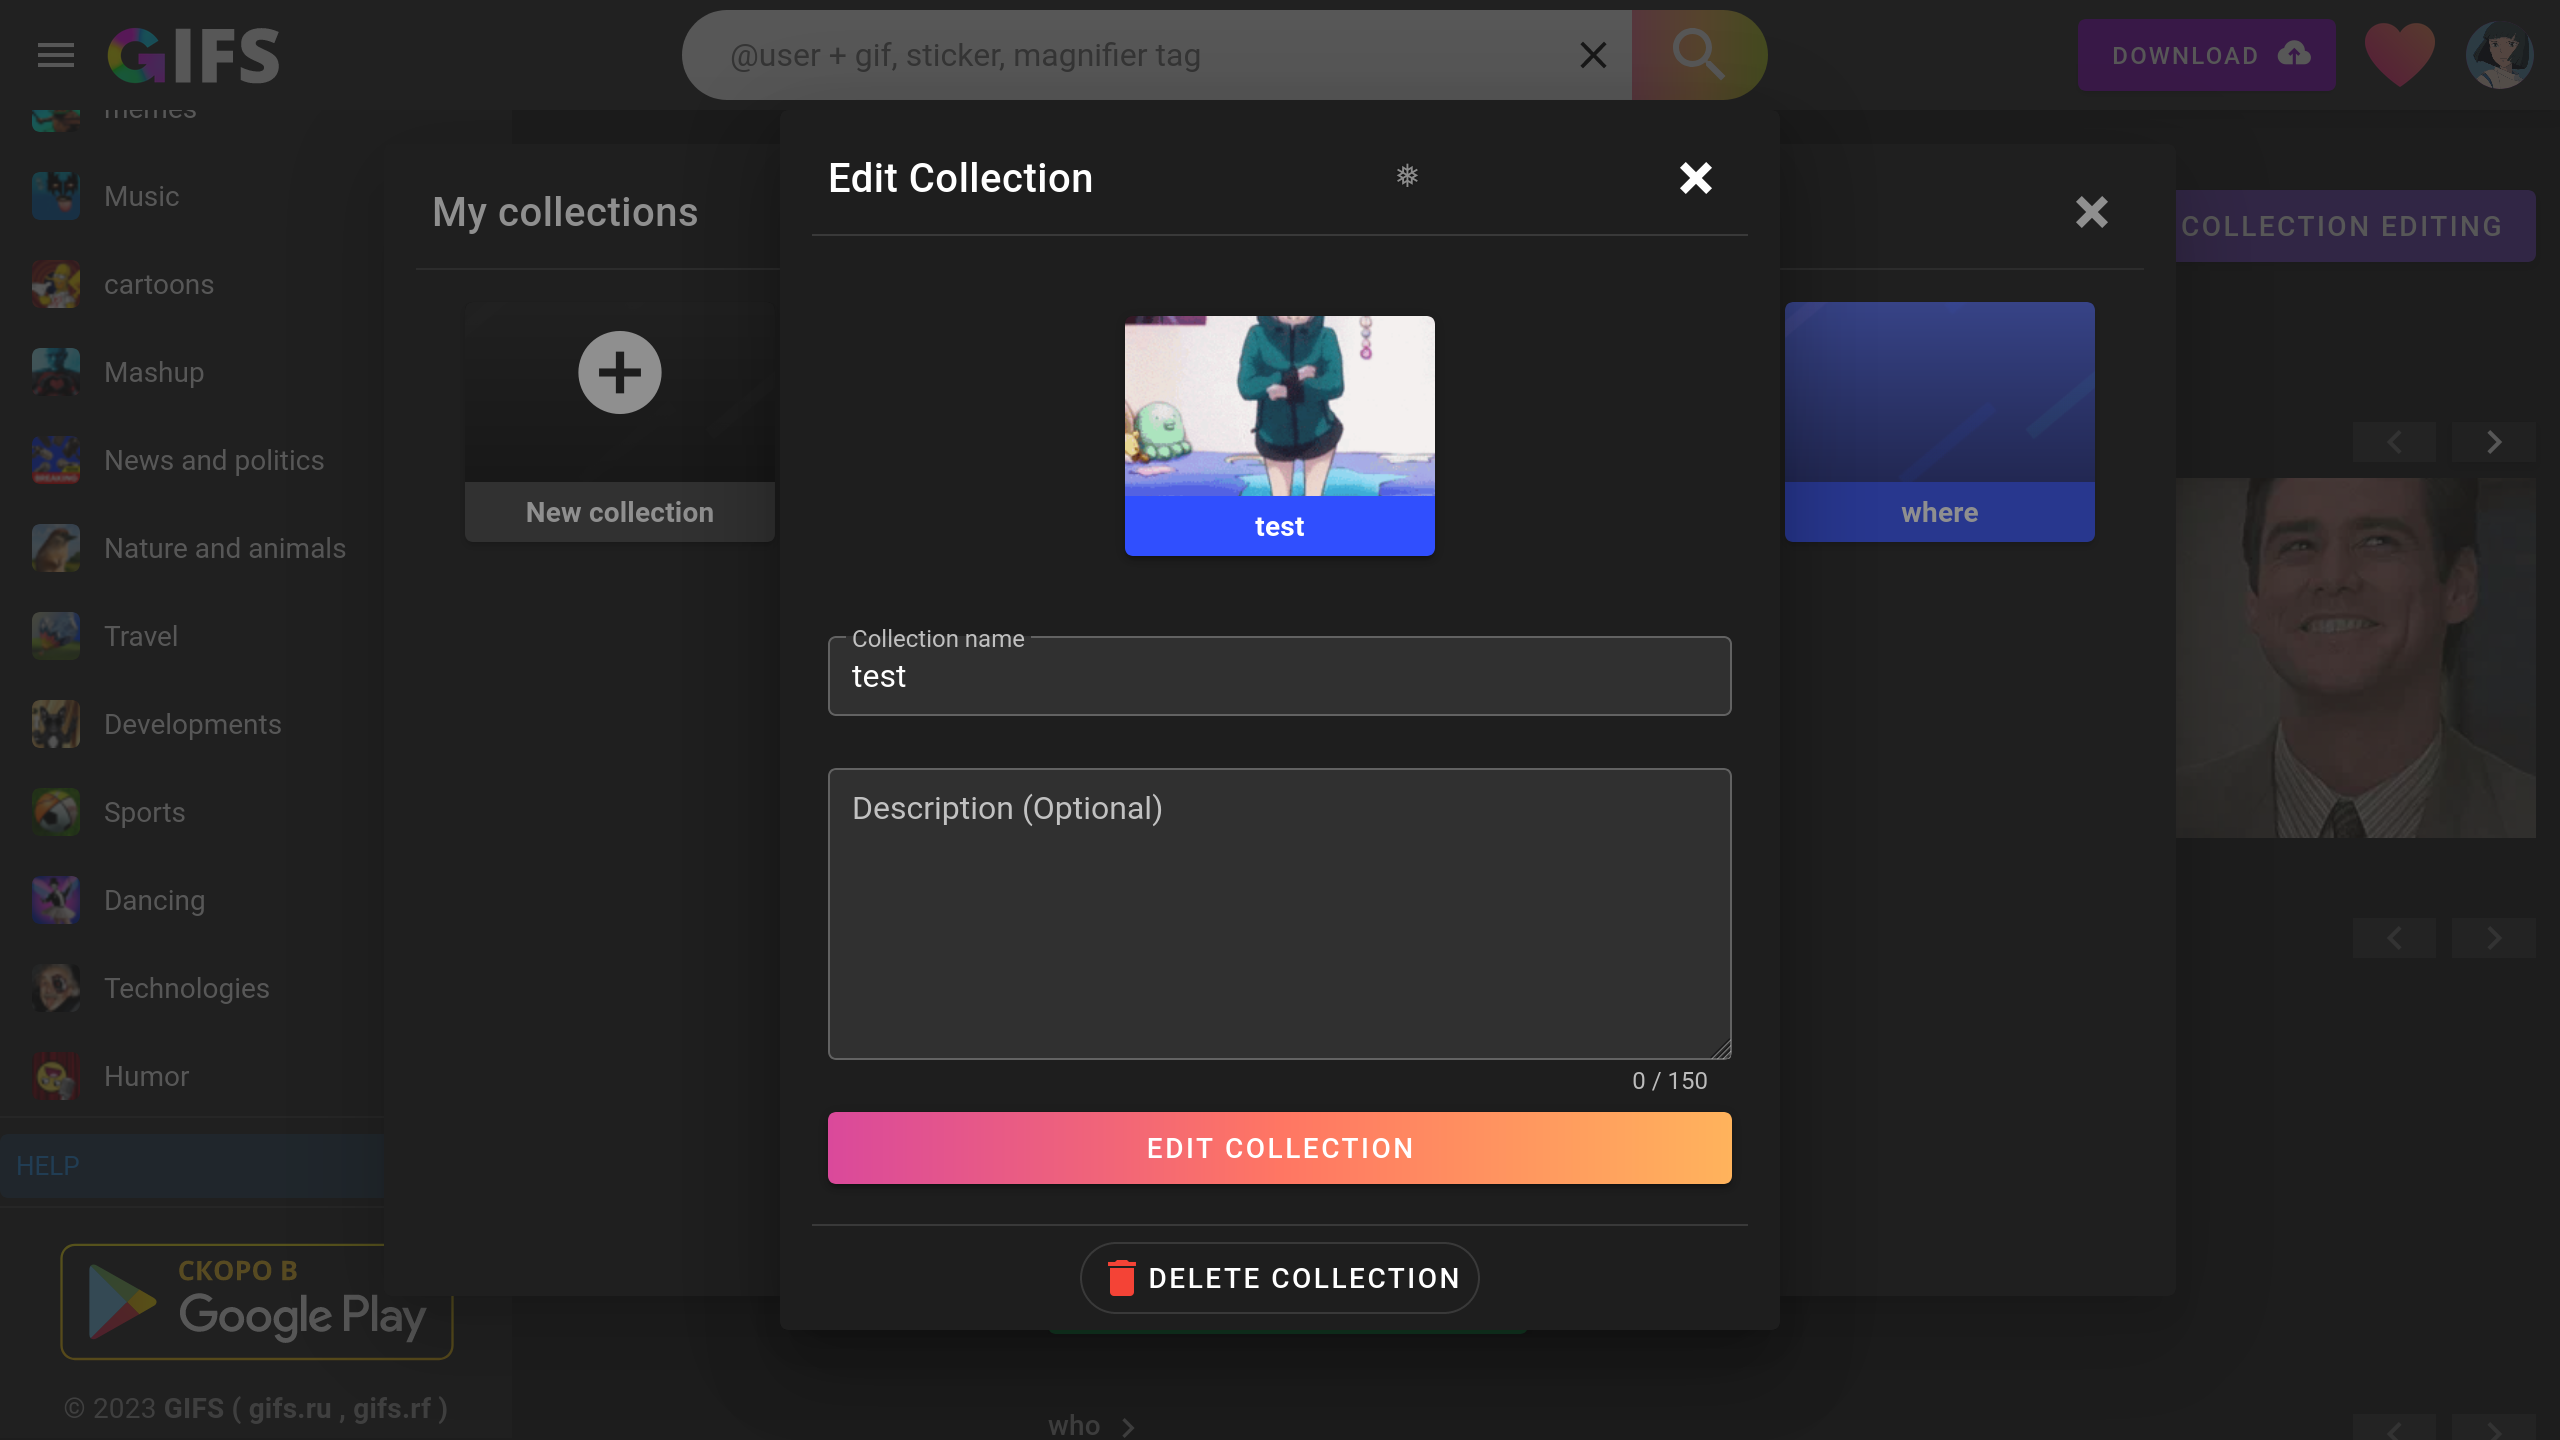 GIFS
@user + gif, sticker, magnifier tag
DOWNLOAD
memes
Music
cartoons
Mashup
News and politics
Nature and animals
Travel
Developments
Sports
Dancing
Technologies
Humor
HELP
СКОРО В
Google Play
© 2023 GIFS ( gifs.ru , gifs.rf )
My collections
New collection
Edit Collection
test
Collection name
test
Description (Optional)
0 / 150
EDIT COLLECTION
DELETE COLLECTION
COLLECTION EDITING
where
who